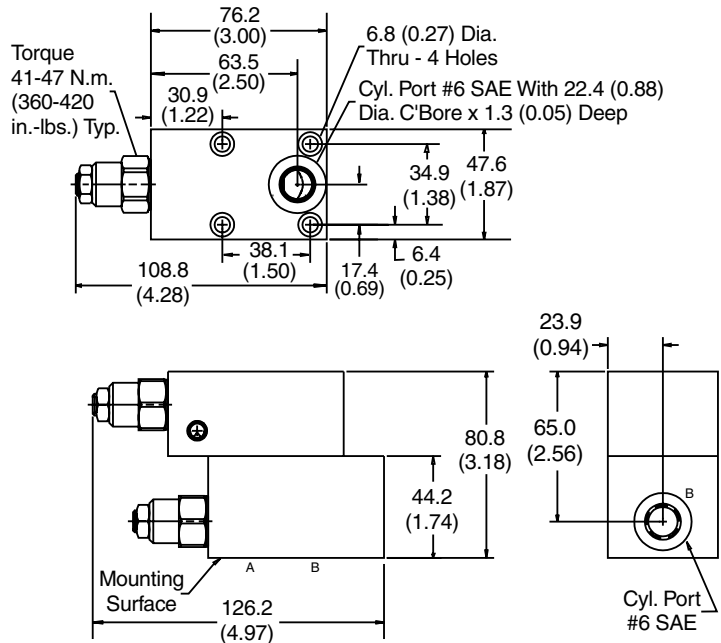 76.2
(3.00)
63.5
(2.50)
30.9
(1.22)
Torque
41-47 N.m.
(360-420
in.-lbs.) Typ.
6.8 (0.27) Dia.
Thru - 4 Holes
Cyl. Port #6 SAE With 22.4 (0.88)
Dia. C'Bore x 1.3 (0.05) Deep
34.9
(1.38)
47.6
(1.87)
38.1
(1.50)
17.4
(0.69)
6.4
(0.25)
108.8
(4.28)
23.9
(0.94)
80.8
(3.18)
65.0
(2.56)
44.2
(1.74)
B
Mounting
Surface
A
B
126.2
(4.97)
Cyl. Port
#6 SAE